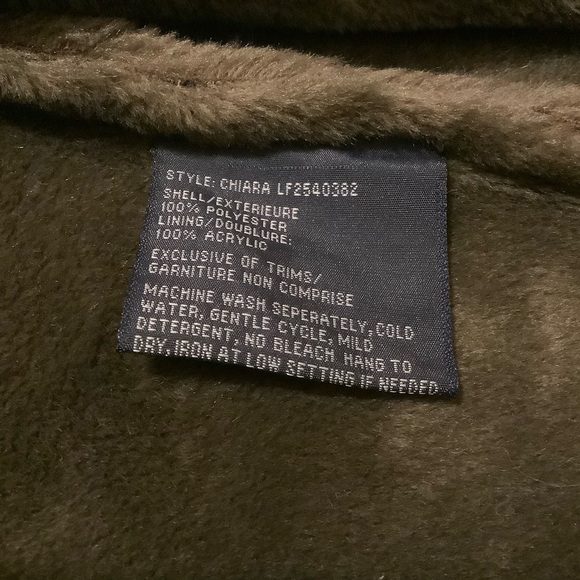 STYLE: CHIARA LF2540382
SHELL/EXTERIEURE
100% POLYESTER
LINING/DOUBLURE:
100% ACRYLIC
EXCLUSIVE OF TRIMS/
GARNITURE NON COMPRISE
MACHINE WASH SEPERATELY, COLD
WATER, GENTLE CYCLE, MILD
DETERGENT, NO BLEACH HANG TO
DRY, IRON AT LOW SETTING IF NEEDED